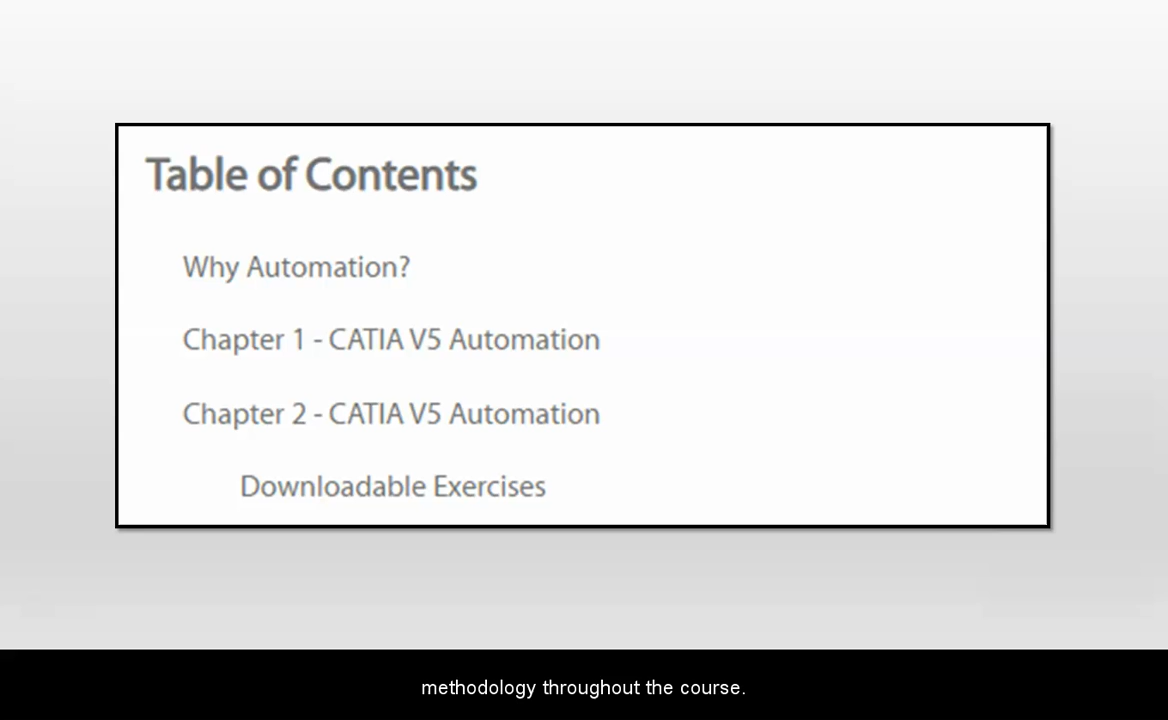 Table of Contents
Why Automation?
Chapter 1 - CATIA V5 Automation
Chapter 2 - CATIA V5 Automation
Downloadable Exercises
methodology throughout the course.